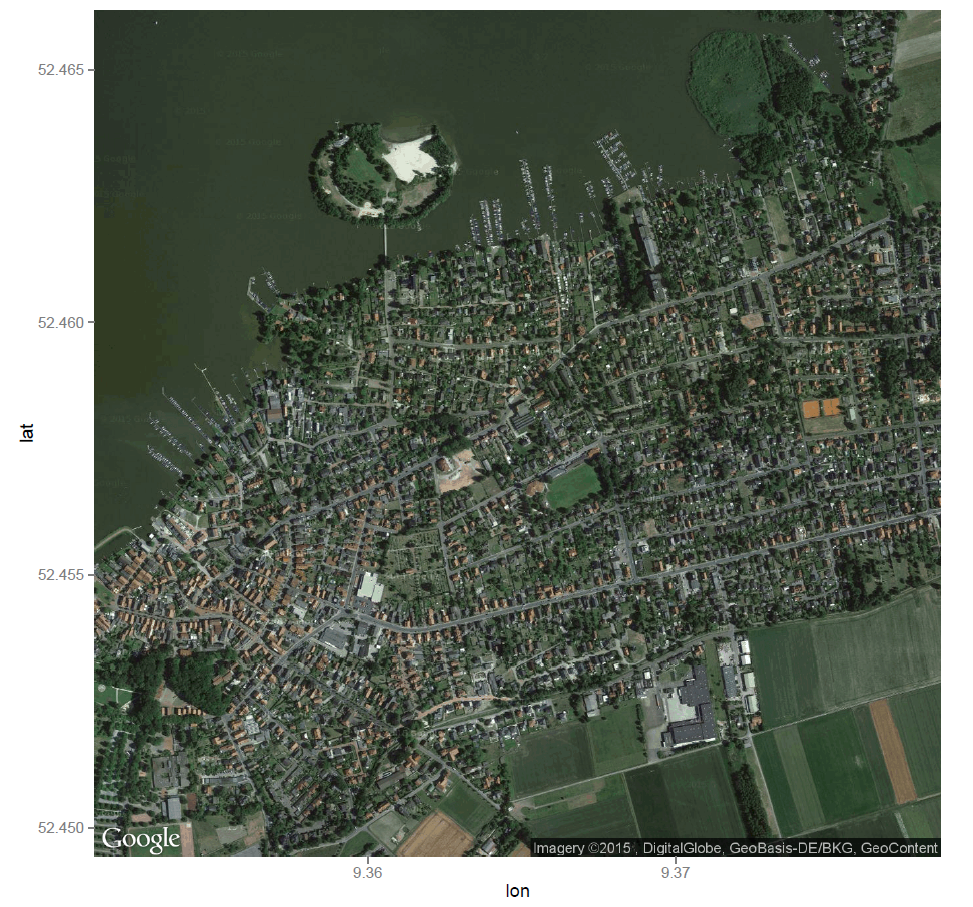 52.465
52.460
52.455
52.450
lat
Google
Imagery ©2015 , DigitalGlobe, GeoBasis-DE/BKG, GeoContent
9.36
9.37
lon